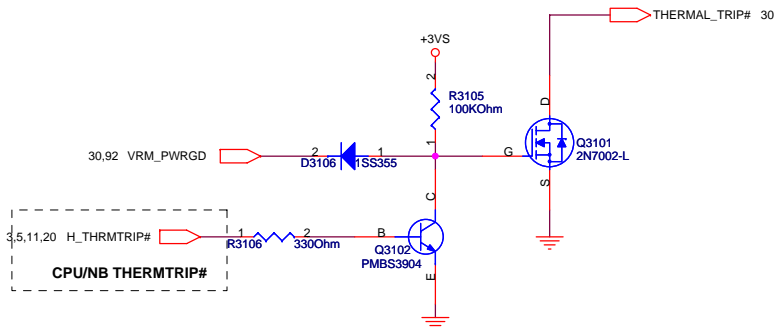 THERMAL_TRIP# 30
+3VS
2
R3105
100KOhm
1
D
Q3101
2N7002-L
G
S
30,92 VRM_PWRGD
2
1
D3106
1SS355
C
3,5,11,20 H_THRMTRIP#
1
2
R3106
330Ohm
B
Q3102
PMBS3904
E
CPU/NB THERMTRIP#